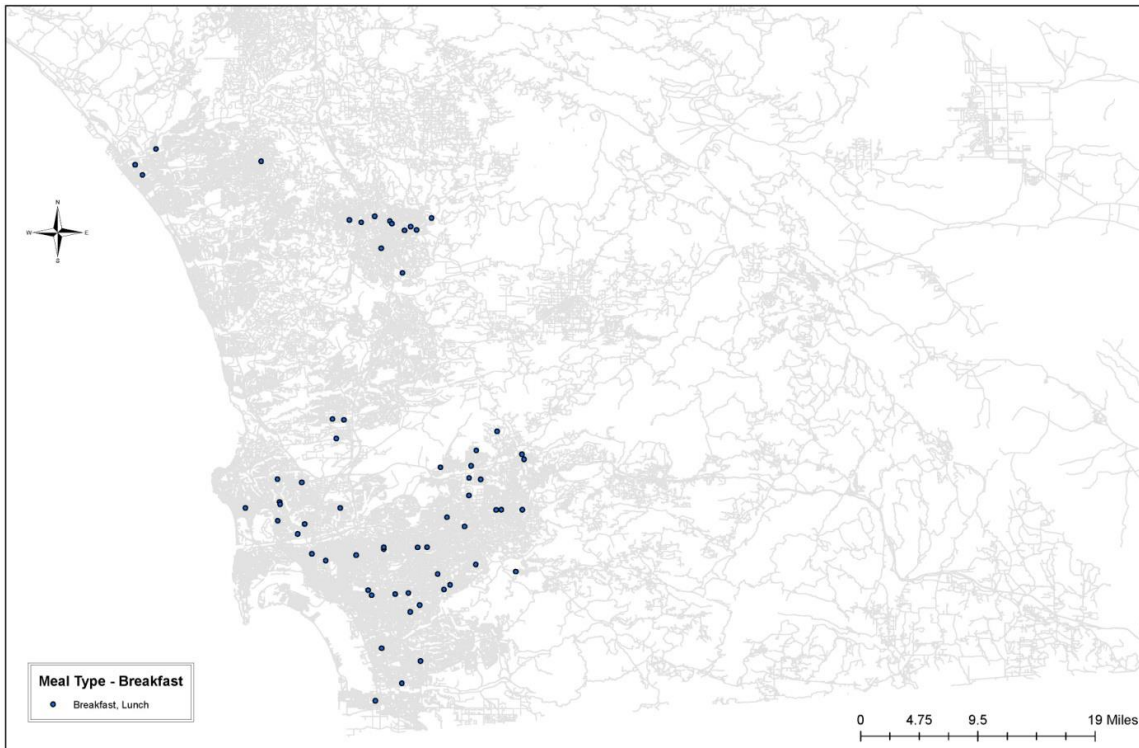 N
W E
S
Meal Type - Breakfast
Breakfast, Lunch
0 4.75 9.5 19 Miles